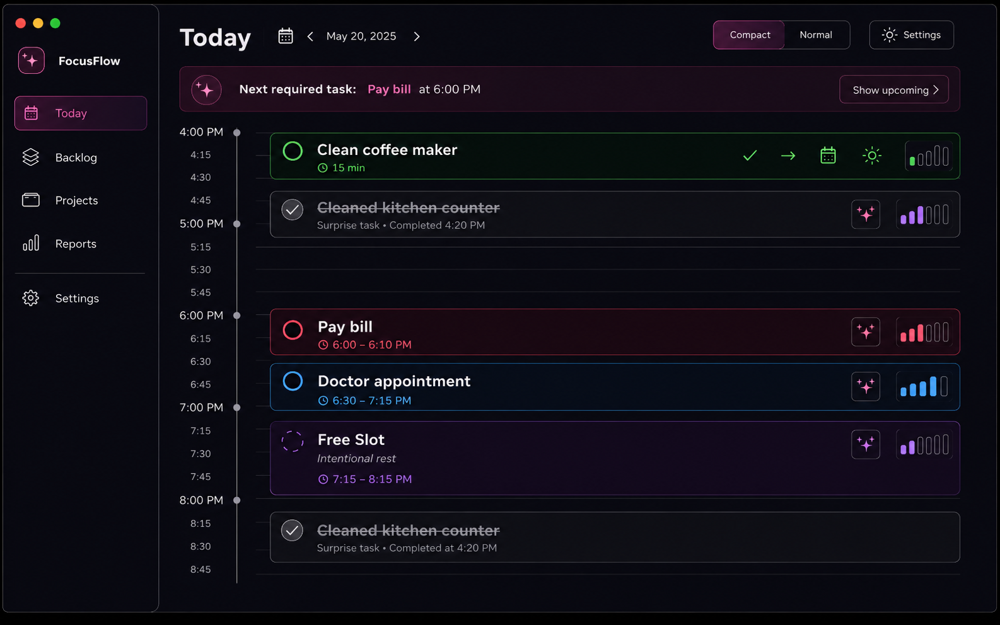 FocusFlow
Today
Backlog
Projects
Reports
Settings
Today
May 20, 2025
Compact
Normal
Settings
Next required task: Pay bill at 6:00 PM
Show upcoming
4:00 PM
4:15
4:30
4:45
5:00 PM
5:15
5:30
5:45
6:00 PM
6:15
6:30
6:45
7:00 PM
7:15
7:30
7:45
8:00 PM
8:15
8:30
8:45
Clean coffee maker
15 min
Cleaned kitchen counter
Surprise task • Completed 4:20 PM
Pay bill
6:00 – 6:10 PM
Doctor appointment
6:30 – 7:15 PM
Free Slot
Intentional rest
7:15 – 8:15 PM
Cleaned kitchen counter
Surprise task • Completed at 4:20 PM